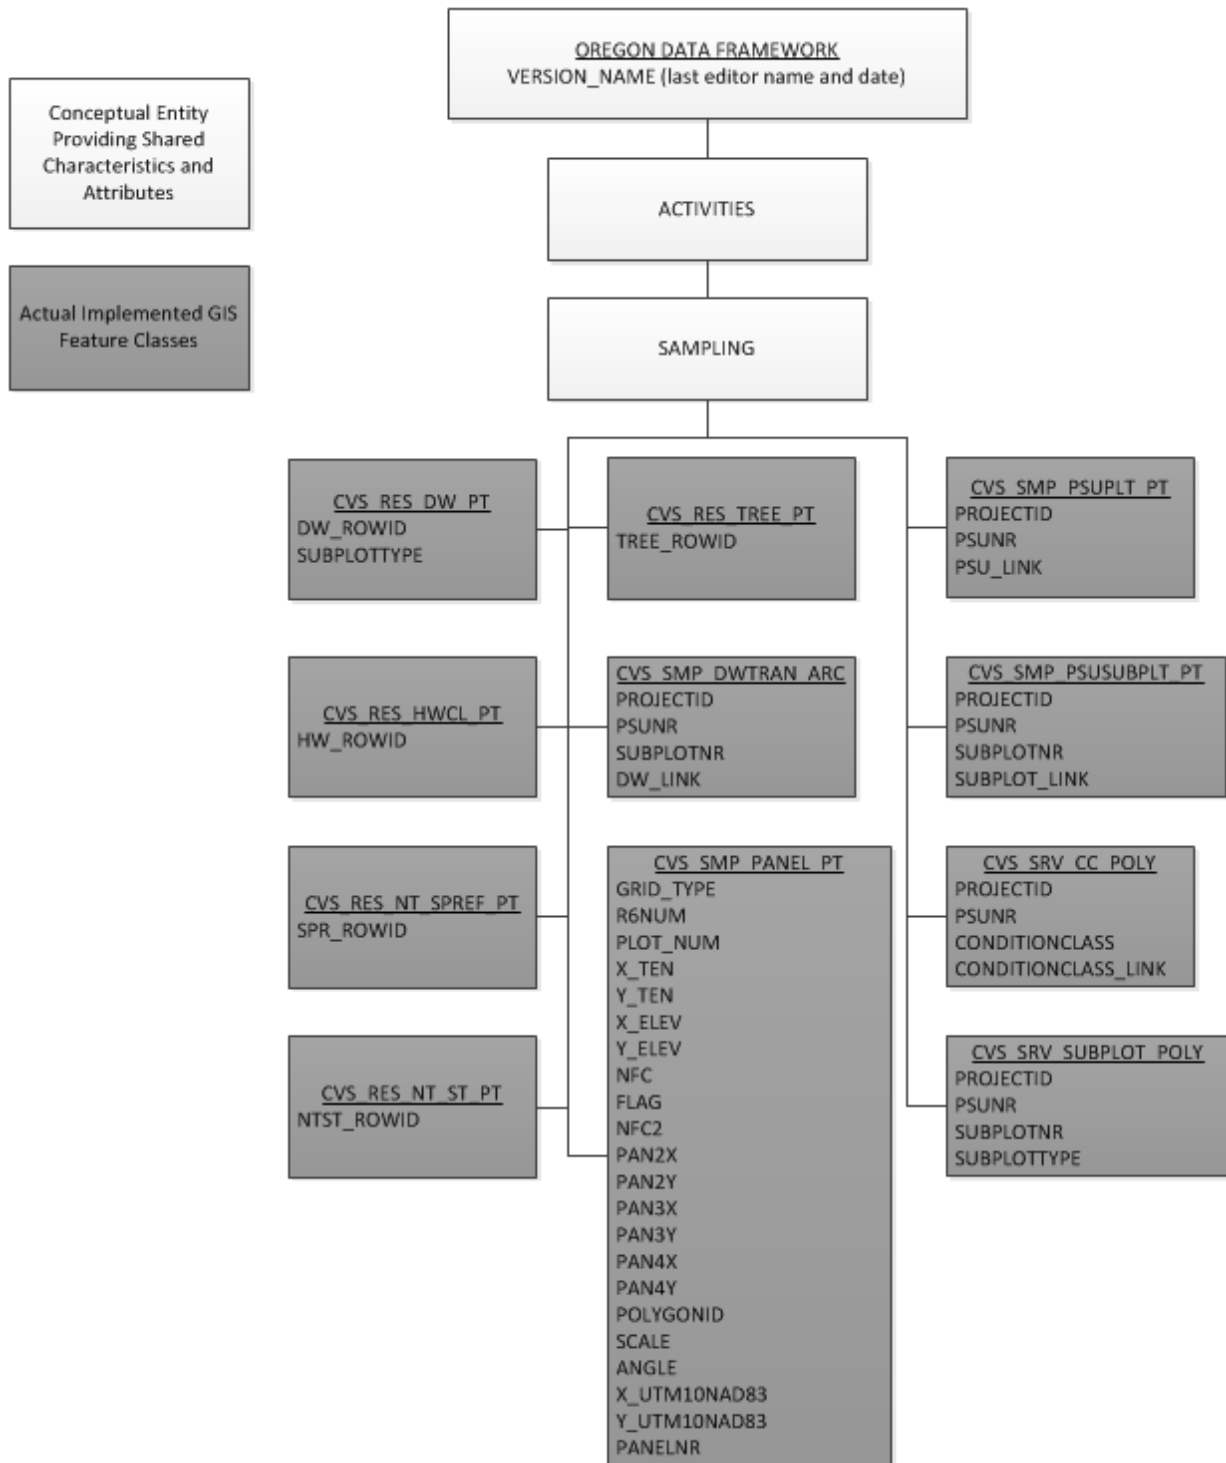 OREGON DATA FRAMEWORK
VERSION_NAME (last editor name and date)
Conceptual Entity
Providing Shared
Characteristics and
Attributes
ACTIVITIES
Actual Implemented GIS
Feature Classes
SAMPLING
CVS_RES_DW_PT
DW_ROWID
SUBPLOTTYPE
CVS_RES_TREE_PT
TREE_ROWID
CVS_SMP_PSUPLT_PT
PROJECTID
PSUNR
PSU_LINK
CVS_RES_HWCL_PT
HW_ROWID
CVS_SMP_DWTRAN_ARC
PROJECTID
PSUNR
SUBPLOTNR
DW_LINK
CVS_SMP_PSUSUBPLT_PT
PROJECTID
PSUNR
SUBPLOTNR
SUBPLOT_LINK
CVS_RES_NT_SPREF_PT
SPR_ROWID
CVS_SMP_PANEL_PT
GRID_TYPE
R6NUM
PLOT_NUM
X_TEN
Y_TEN
X_ELEV
Y_ELEV
NFC
FLAG
NFC2
PAN2X
PAN2Y
PAN3X
PAN3Y
PAN4X
PAN4Y
POLYGONID
SCALE
ANGLE
X_UTM10NAD83
Y_UTM10NAD83
PANELNR
CVS_SRV_CC_POLY
PROJECTID
PSUNR
CONDITIONCLASS
CONDITIONCLASS_LINK
CVS_RES_NT_ST_PT
NTST_ROWID
CVS_SRV_SUBPLOT_POLY
PROJECTID
PSUNR
SUBPLOTNR
SUBPLOTTYPE